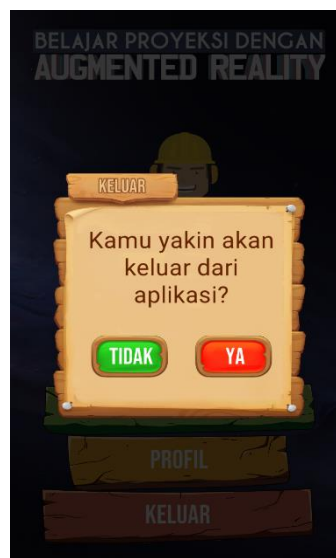 BELAJAR PROYEKSI DENGAN
AUGMENTED REALITY
KELUAR
Kamu yakin akan
keluar dari
aplikasi?
TIDAK YA
PROFIL
KELUAR